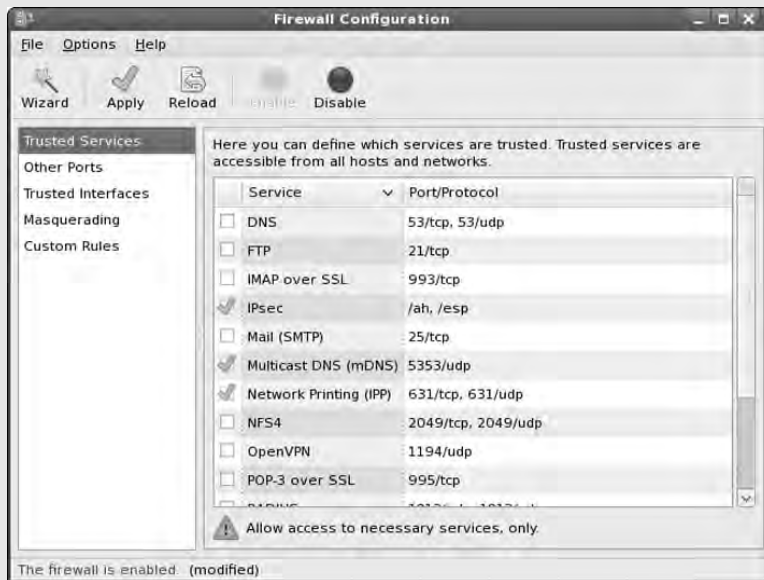 Firewall Configuration
File Options Help
Wizard Apply Reload Enable Disable
Trusted Services
Other Ports
Trusted Interfaces
Masquerading
Custom Rules
Here you can define which services are trusted. Trusted services are
accessible from all hosts and networks.
Service Port/Protocol
DNS 53/tcp, 53/udp
FTP 21/tcp
IMAP over SSL 993/tcp
IPsec /ah, /esp
Mail (SMTP) 25/tcp
Multicast DNS (mDNS) 5353/udp
Network Printing (IPP) 631/tcp, 631/udp
NFS4 2049/tcp, 2049/udp
OpenVPN 1194/udp
POP-3 over SSL 995/tcp
Allow access to necessary services, only.
The firewall is enabled. (modified)